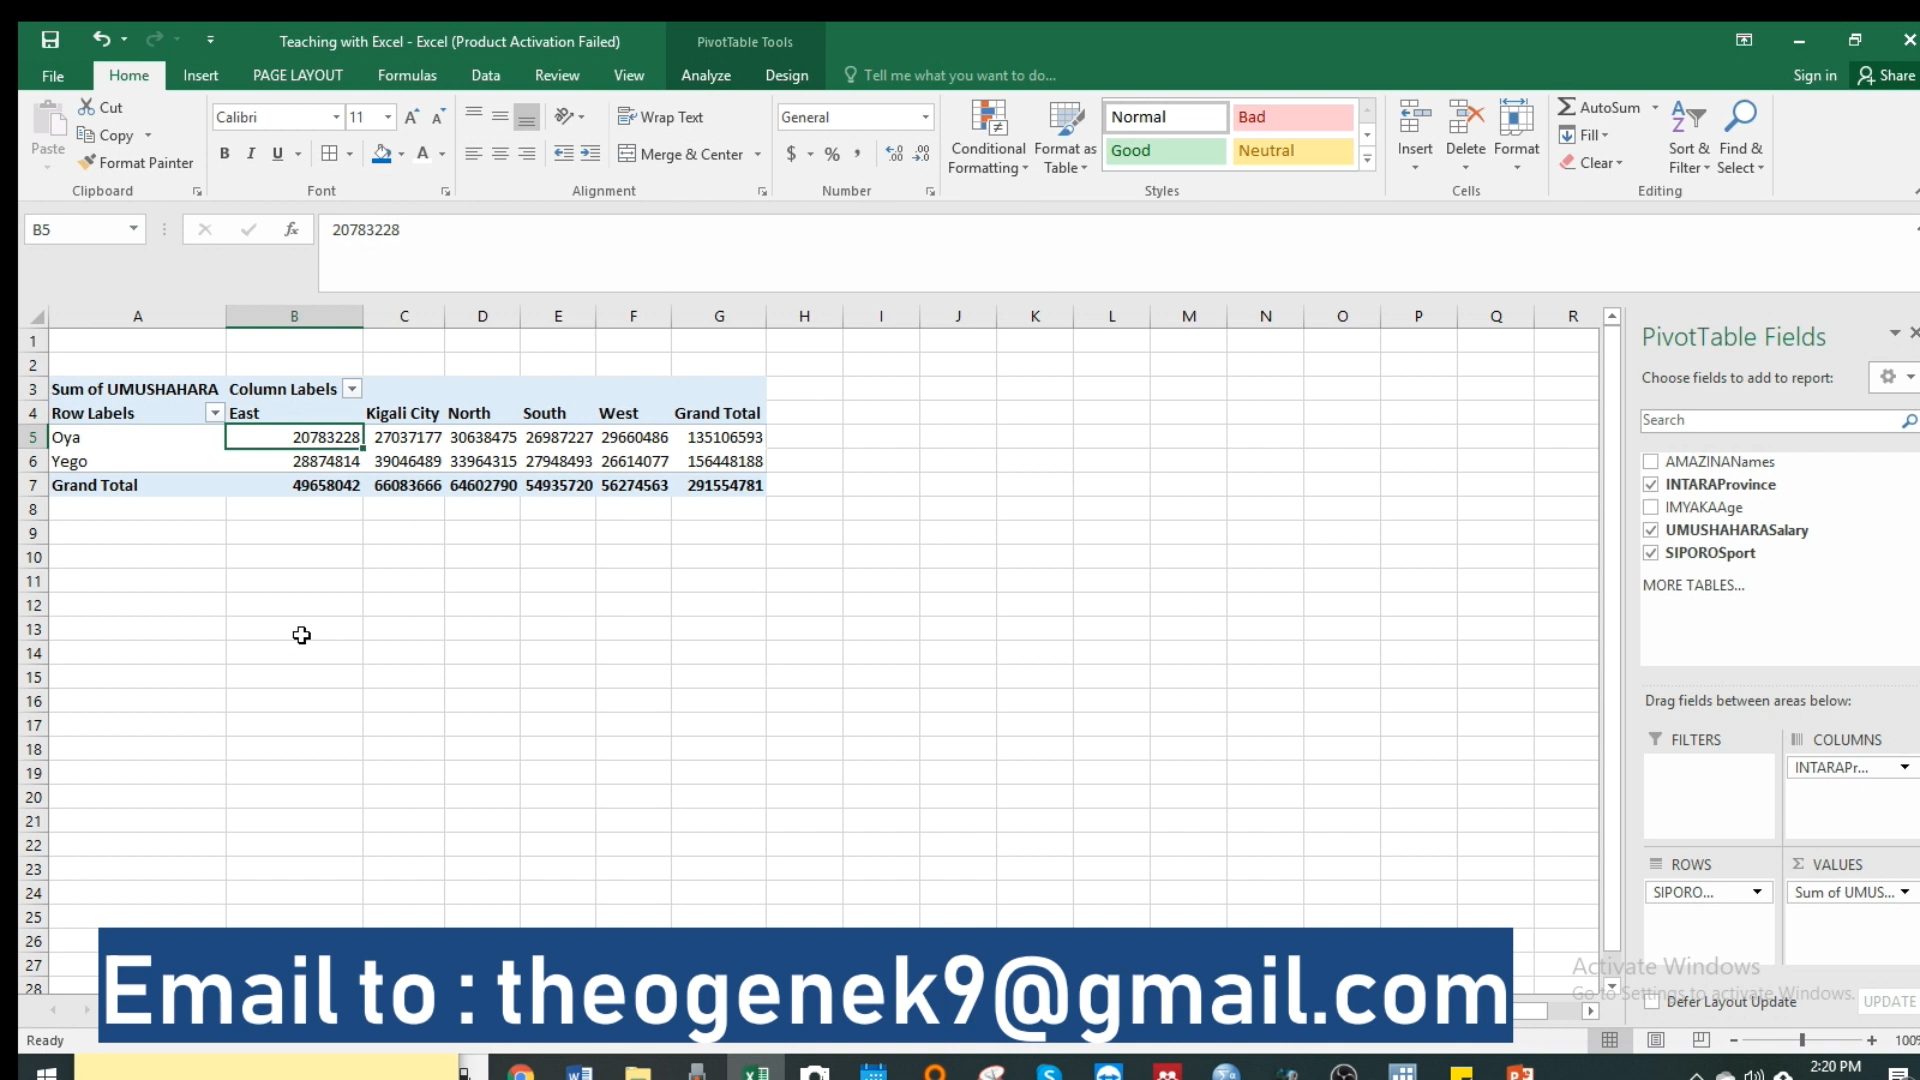 Teaching with Excel - Excel (Product Activation Failed)
PivotTable Tools
File
Home
Insert
PAGE LAYOUT
Formulas
Data
Review
View
Analyze
Design
Tell me what you want to do...
Sign in
Share
Paste
Cut
Copy
Format Painter
Clipboard
Calibri
11
B I U
A
Font
Wrap Text
Merge & Center
Alignment
General
$ % ,
Number
Conditional Formatting
Format as Table
Normal
Bad
Good
Neutral
Styles
Insert
Delete
Format
Cells
AutoSum
Fill
Clear
Sort & Filter
Find & Select
Editing
B5
fx
20783228
A B C D E F G H I J K L M N O P Q R
1
2
3 Sum of UMUSHAHARA Column Labels
4 Row Labels East Kigali City North South West Grand Total
5 Oya 20783228 27037177 30638475 26987227 29660486 135106593
6 Yego 28874814 39046489 33964315 27948493 26614077 156448188
7 Grand Total 49658042 66083666 64602790 54935720 56274563 291554781
8
9
10
11
12
13
14
15
16
17
18
19
20
21
22
23
24
25
26
27
28
PivotTable Fields
Choose fields to add to report:
Search
AMAZINANames
INTARAProvince
IMYAKAAge
UMUSHAHARASalary
SIPOROSport
MORE TABLES...
Drag fields between areas below:
FILTERS
COLUMNS
INTARAPr...
ROWS
VALUES
SIPORO...
Sum of UMUS...
Activate Windows
Go to Settings to activate Windows.
Defer Layout Update
UPDATE
Email to : theogenek9@gmail.com
Ready
100%
2:20 PM